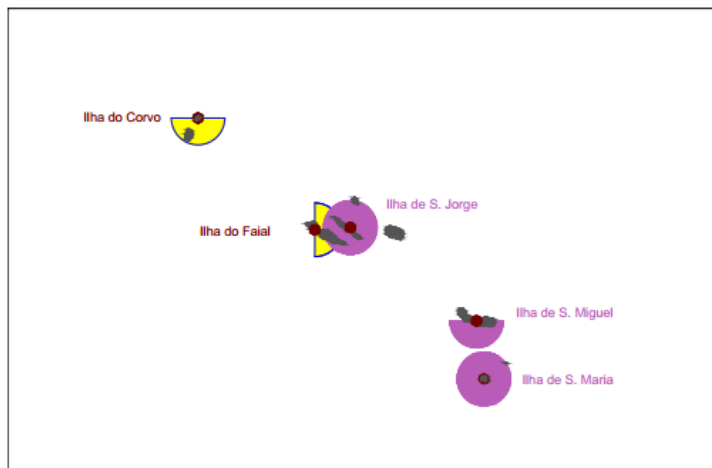 Ilha do Corvo
Ilha de S. Jorge
Ilha do Faial
Ilha de S. Miguel
Ilha de S. Maria